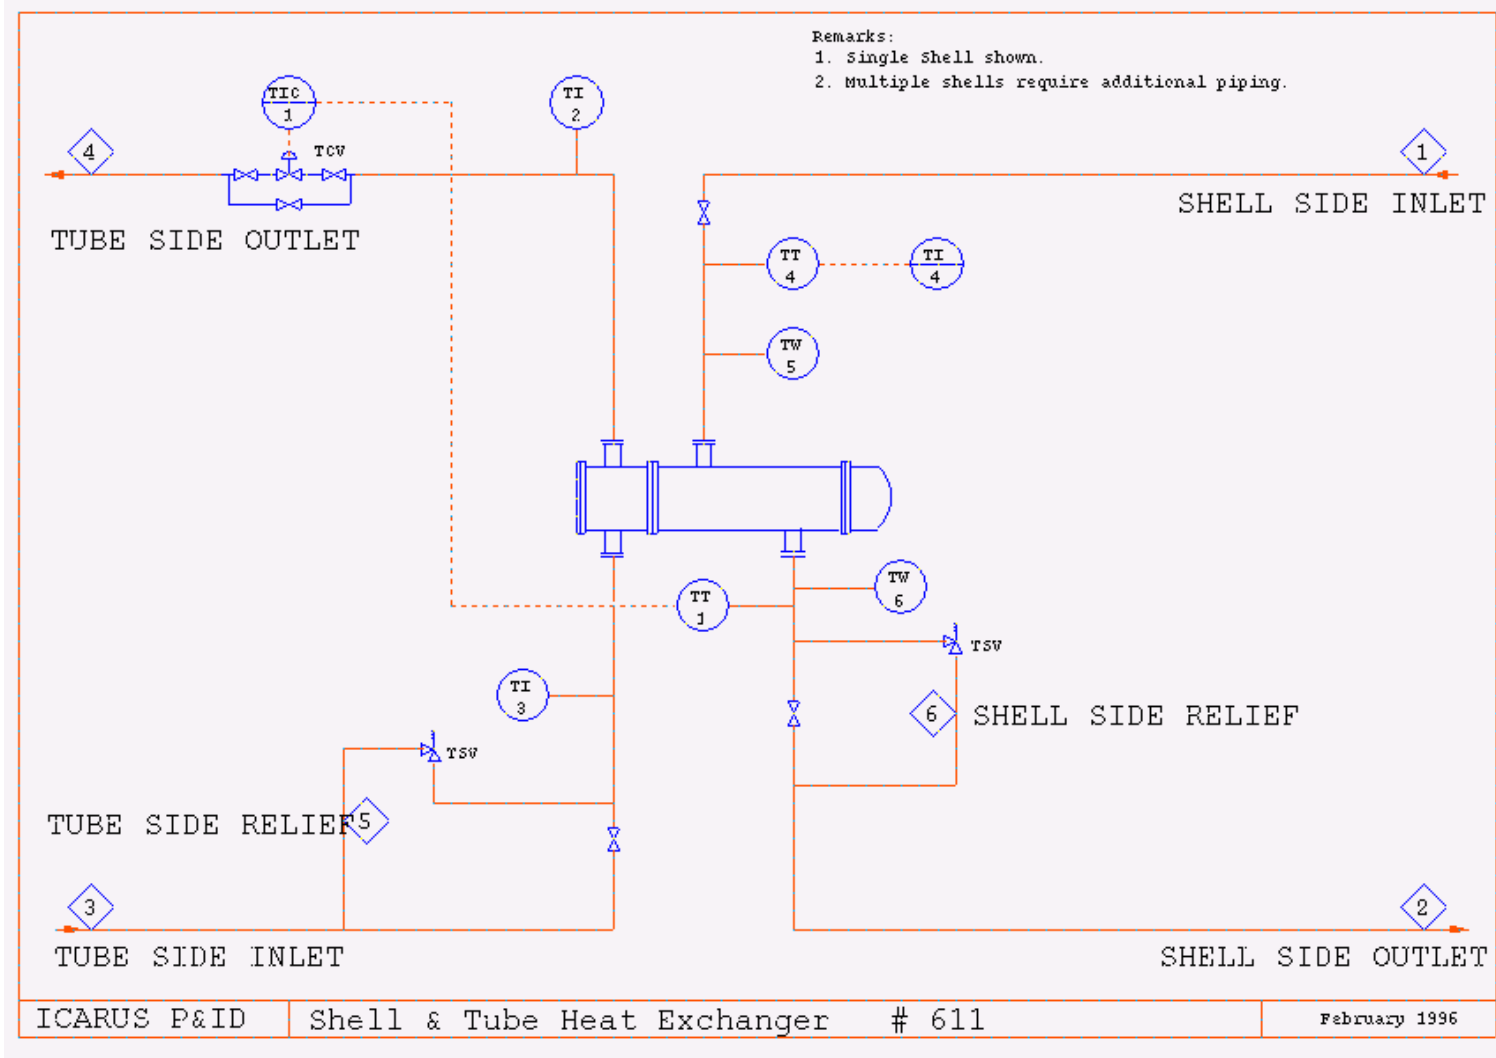 Remarks:
1. Single Shell shown.
2. Multiple shells require additional piping.
TIC
1
TI
2
4
TCV
1
TUBE SIDE OUTLET
SHELL SIDE INLET
TT
4
TI
4
TW
5
TT
1
TW
6
TSV
TI
3
6
SHELL SIDE RELIEF
TSV
TUBE SIDE RELIEF
5
3
2
TUBE SIDE INLET
SHELL SIDE OUTLET
ICARUS P&ID
Shell & Tube Heat Exchanger # 611
February 1996